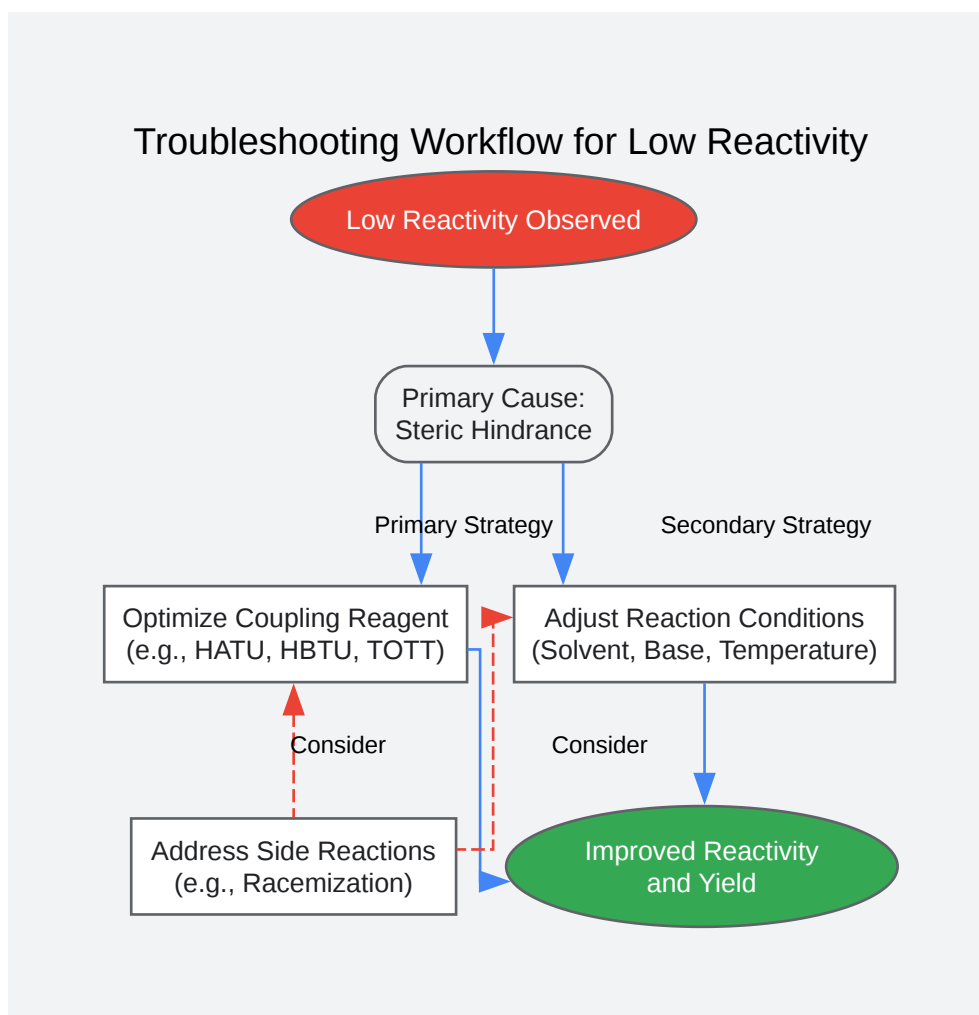 Troubleshooting Workflow for Low Reactivity
Low Reactivity Observed
Primary Cause:
Steric Hindrance
Primary Strategy
Secondary Strategy
Optimize Coupling Reagent
(e.g., HATU, HBTU, TOTT)
Adjust Reaction Conditions
(Solvent, Base, Temperature)
Consider
Consider
Address Side Reactions
(e.g., Racemization)
Improved Reactivity
and Yield